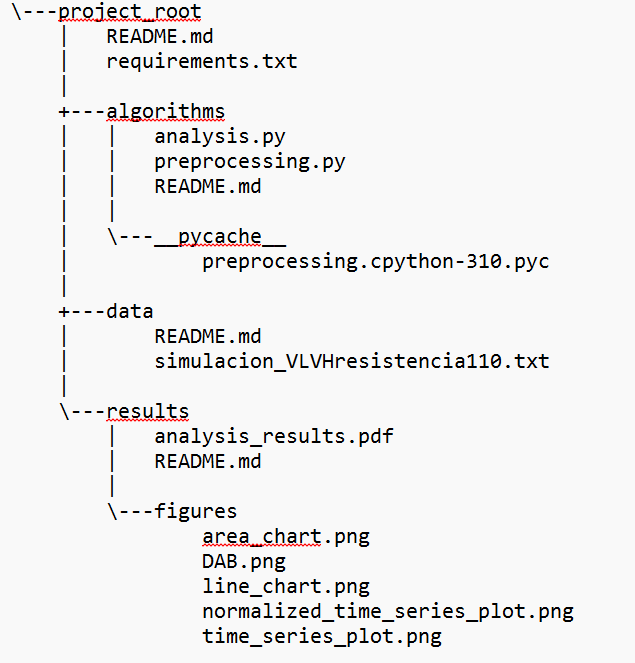 \---project_root
    |   README.md
    |   requirements.txt
    |
    +---algorithms
    |   |   analysis.py
    |   |   preprocessing.py
    |   |   README.md
    |   |
    |   \---__pycache__
    |           preprocessing.cpython-310.pyc
    |
    +---data
    |       README.md
    |       simulacion_VLVHresistencia110.txt
    |
    \---results
        |   analysis_results.pdf
        |   README.md
        |
        \---figures
                area_chart.png
                DAB.png
                line_chart.png
                normalized_time_series_plot.png
                time_series_plot.png